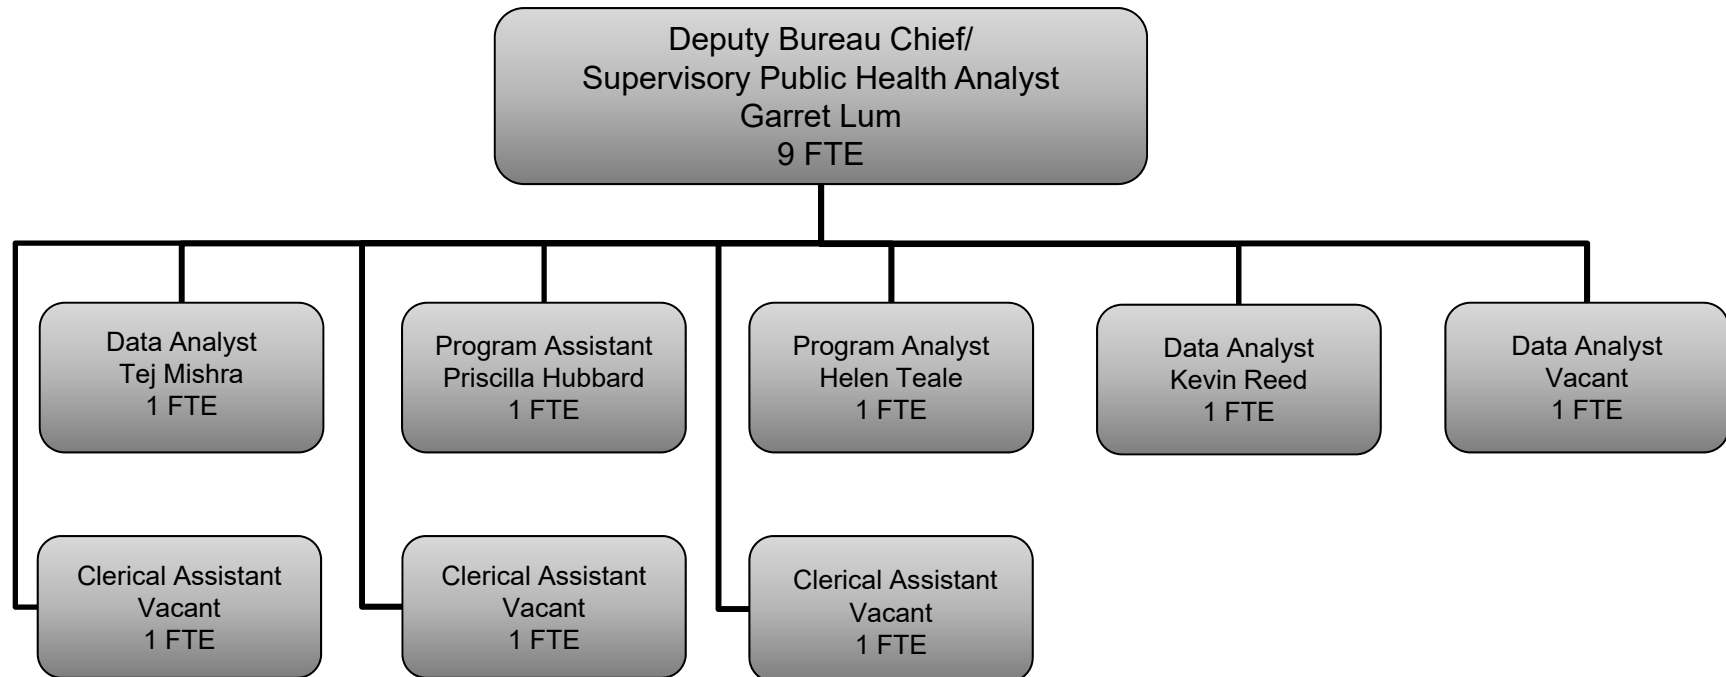 Deputy Bureau Chief/
Supervisory Public Health Analyst
Garret Lum
9 FTE
Data Analyst
Tej Mishra
1 FTE
Program Assistant
Priscilla Hubbard
1 FTE
Program Analyst
Helen Teale
1 FTE
Data Analyst
Kevin Reed
1 FTE
Data Analyst
Vacant
1 FTE
Clerical Assistant
Vacant
1 FTE
Clerical Assistant
Vacant
1 FTE
Clerical Assistant
Vacant
1 FTE